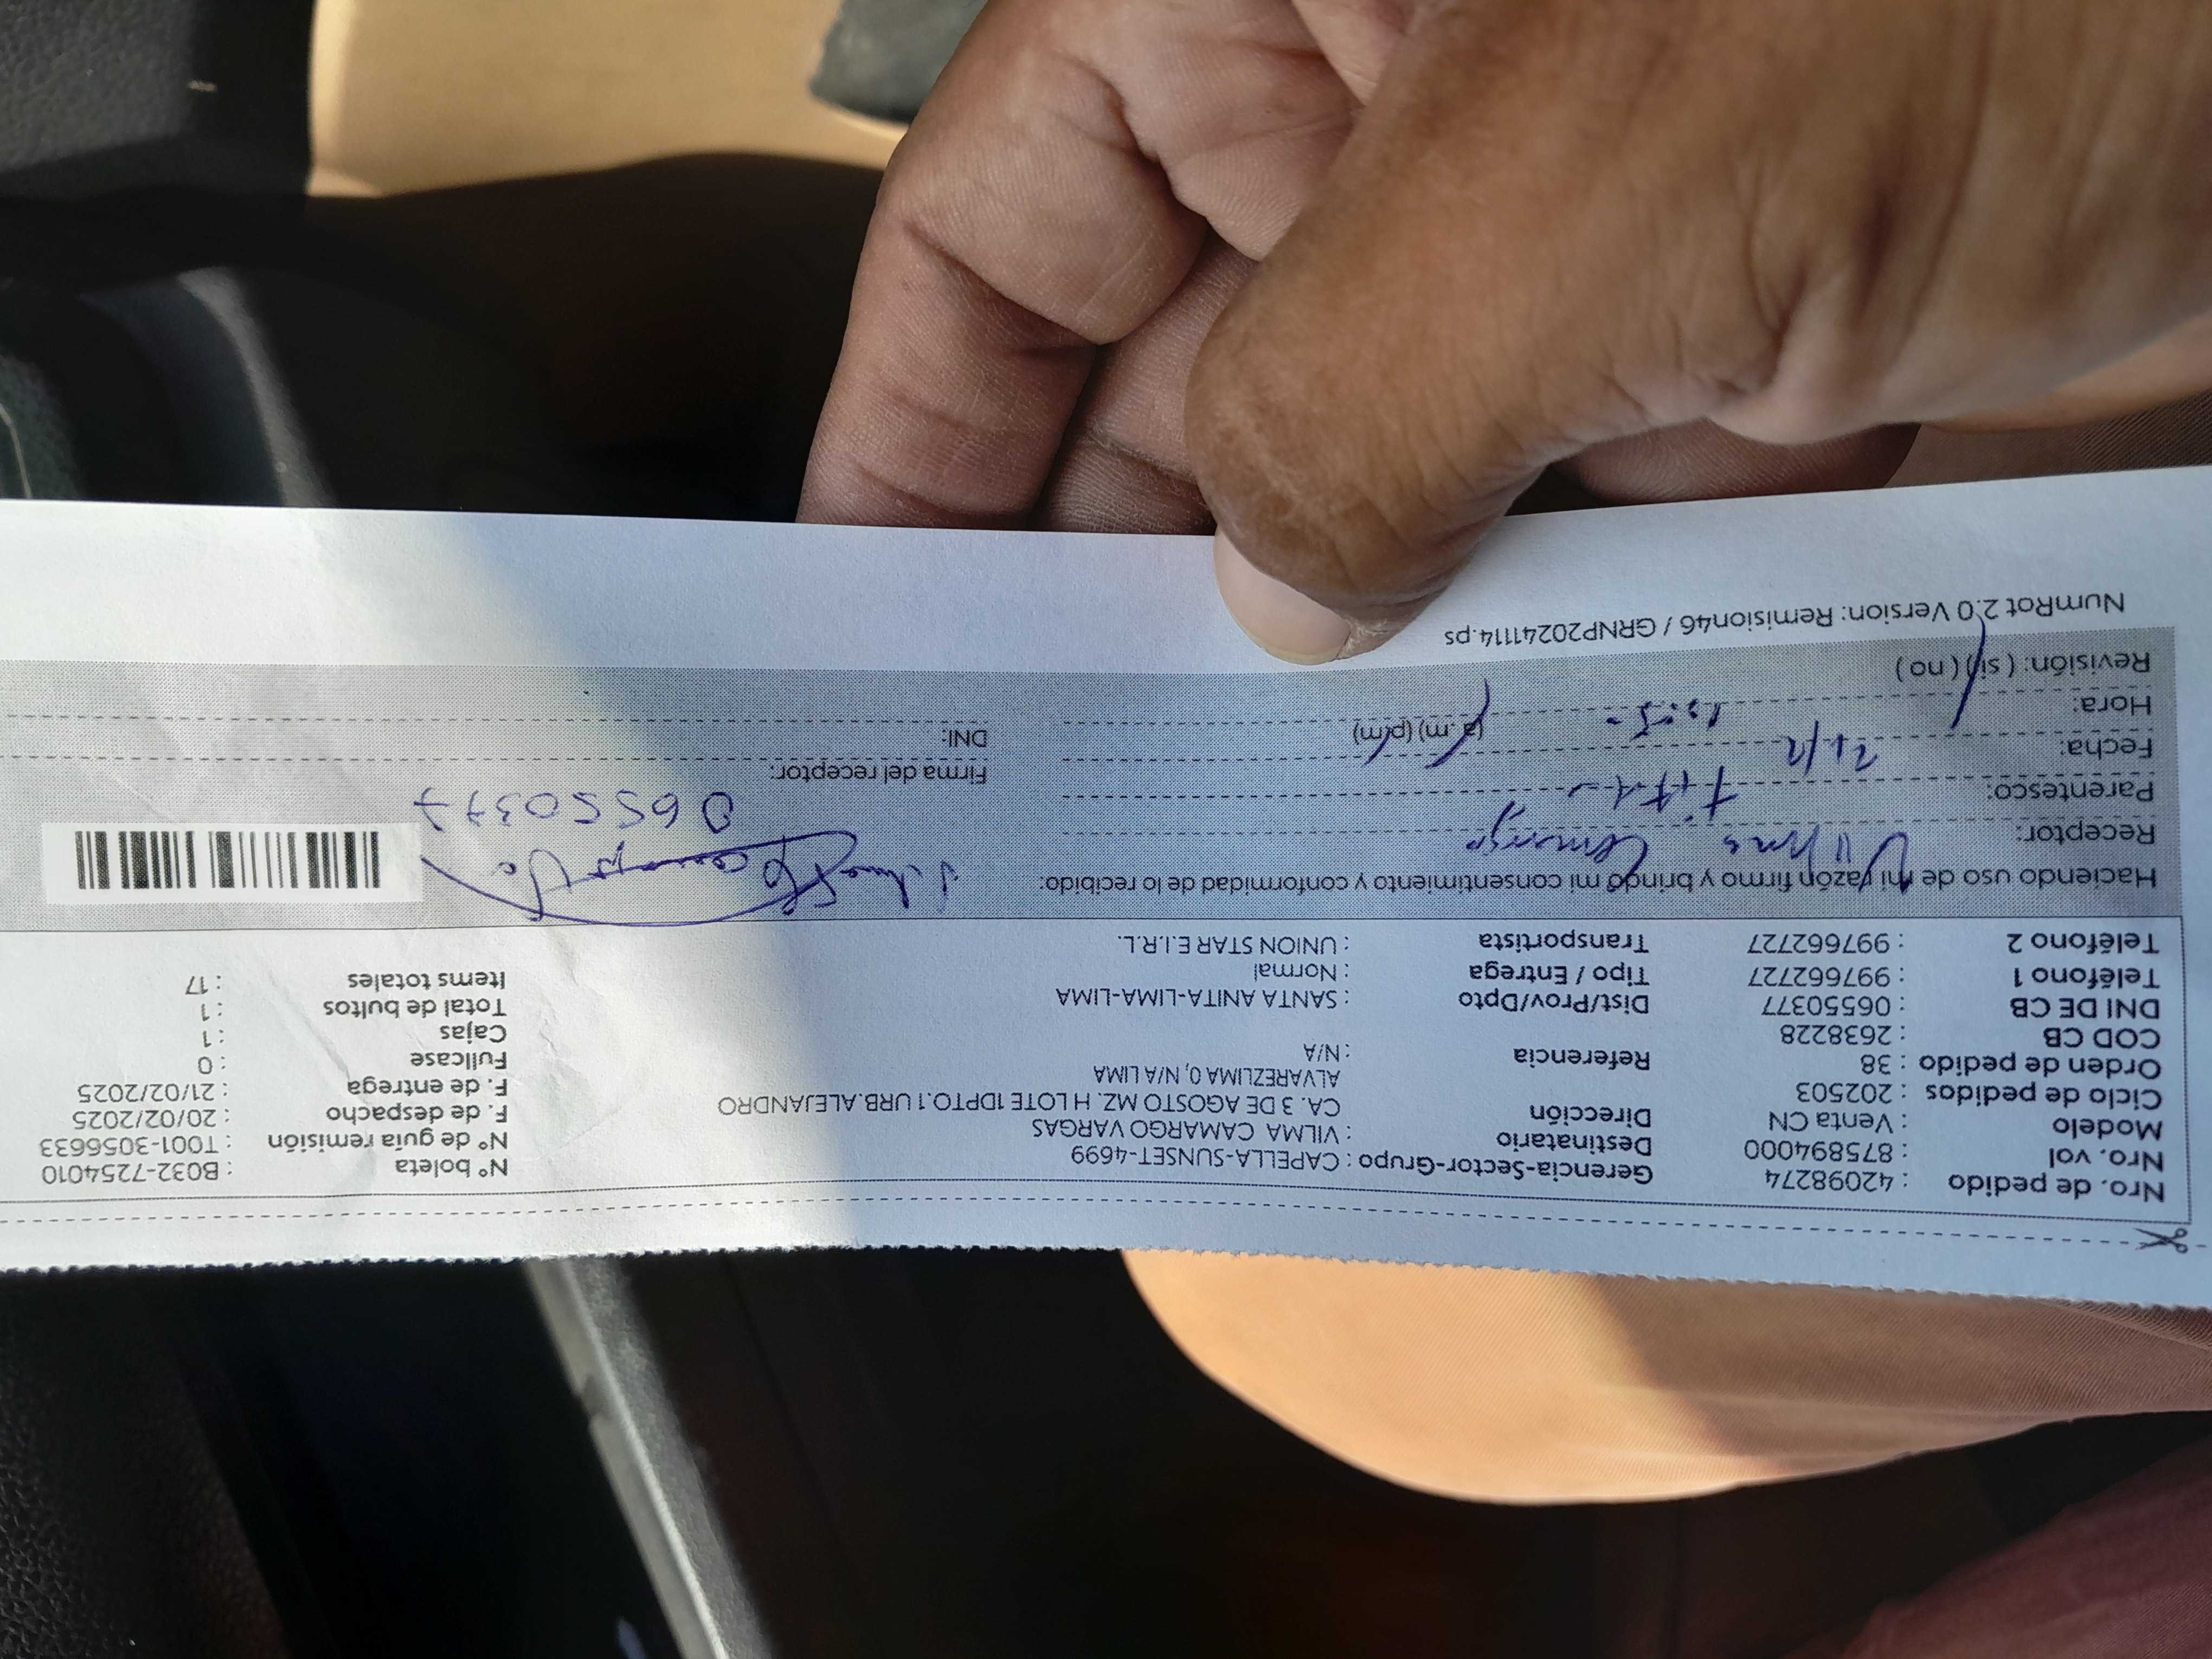 Nro. de pedido : 42098274 Gerencia-Sector-Grupo : CAPELLA-SUNSET-4699 N° boleta : B032-7254010
Nro. vol : 875894000 Destinatario : VILMA CAMARGO VARGAS N° de guía remisión : T001-3056633
Modelo : Venta CN Dirección CA. 3 DE AGOSTO MZ. H LOTE 1DPTO.1 URB.ALEJANDRO F. de despacho : 20/02/2025
Ciclo de pedidos : 202503 ALVAREZLIMA 0, N/A LIMA F. de entrega : 21/02/2025
Orden de pedido : 38 Referencia : N/A Fullcase : 0
COD CB : 2638228 Cajas : 1
DNI DE CB : 06550377 Dist/Prov/Dpto : SANTA ANITA-LIMA-LIMA Total de bultos : 1
Teléfono 1 : 997662727 Tipo / Entrega : Normal Items totales : 17
Teléfono 2 : 997662727 Transportista : UNION STAR E.I.R.L.
Haciendo uso de mi razón firmo y brindo mi consentimiento y conformidad de lo recibido:
Receptor: Vilma Camargo
Parentesco: 06550377
Fecha: 21/2 Firma del receptor:
Hora: (a.m) (p.m) DNI:
Revisión: ( si) ( no )
NumRot 2.0 Version: Remision46 / GRNP20241114.ps